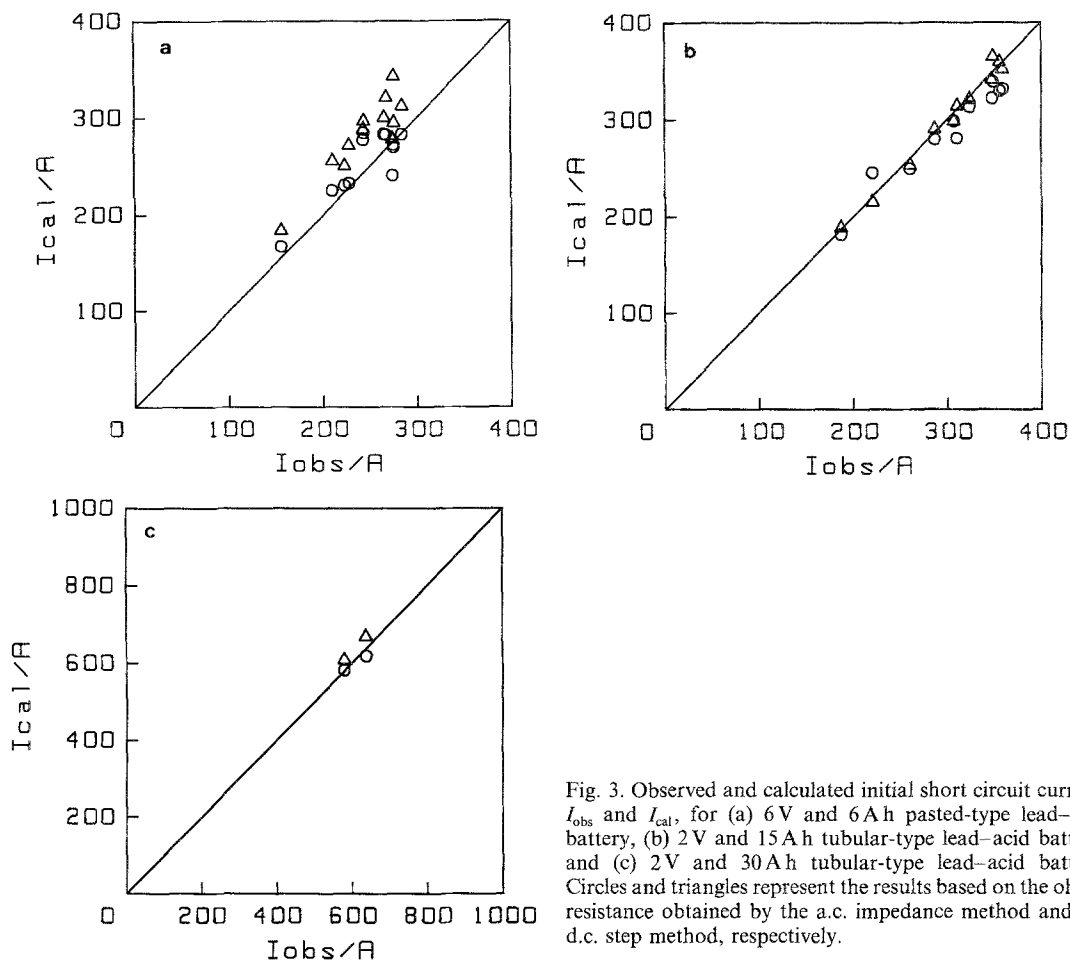 400
a
300
200
100
0
Ical/A
0 100 200 300 400
Iobs/A
400
b
300
200
100
0
Ical/A
0 100 200 300 400
Iobs/A
1000
c
800
600
400
200
0
Ical/A
0 200 400 600 800 1000
Iobs/A
Fig. 3. Observed and calculated initial short circuit curr
Iobs and Ical, for (a) 6 V and 6 A h pasted-type lead–
battery, (b) 2 V and 15 A h tubular-type lead–acid batt
and (c) 2 V and 30 A h tubular-type lead–acid batt
Circles and triangles represent the results based on the oh
resistance obtained by the a.c. impedance method and
d.c. step method, respectively.